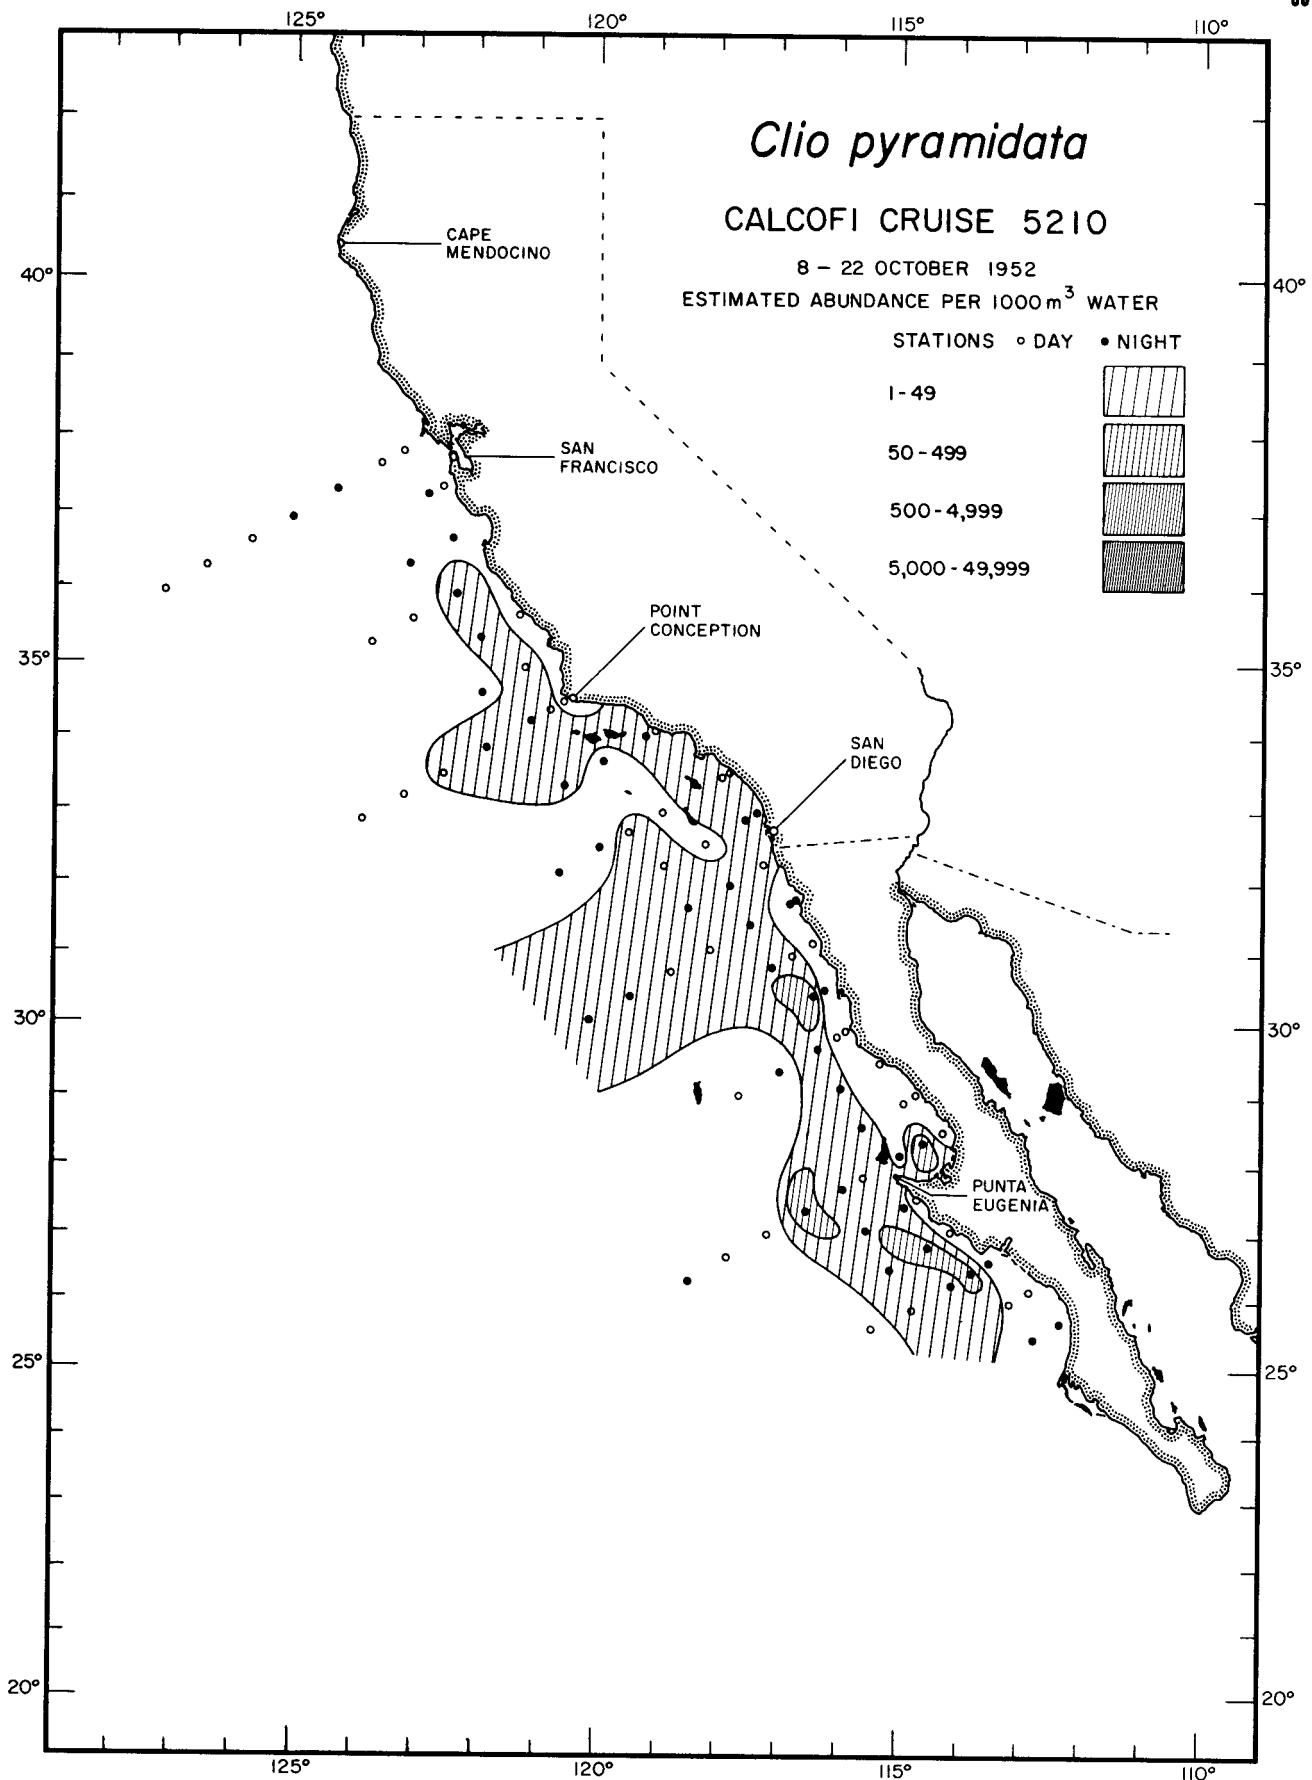 125° 120° 115° 110°
Clio pyramidata
CALCOFI CRUISE 5210
8 - 22 OCTOBER 1952
ESTIMATED ABUNDANCE PER 1000 m³ WATER
STATIONS ○ DAY ● NIGHT
1 - 49
50 - 499
500 - 4,999
5,000 - 49,999
CAPE
MENDOCINO
40° 40°
SAN
FRANCISCO
POINT
CONCEPTION
35° 35°
SAN
DIEGO
30° 30°
PUNTA
EUGENIA
25° 25°
20° 20°
125° 120° 115° 110°